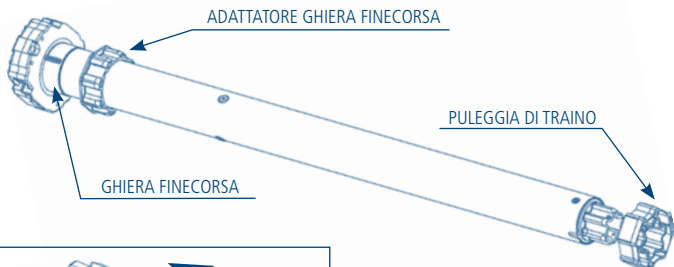 ADATTATORE GHIERA FINECORSA
PULEGGIA DI TRAINO
GHIERA FINECORSA